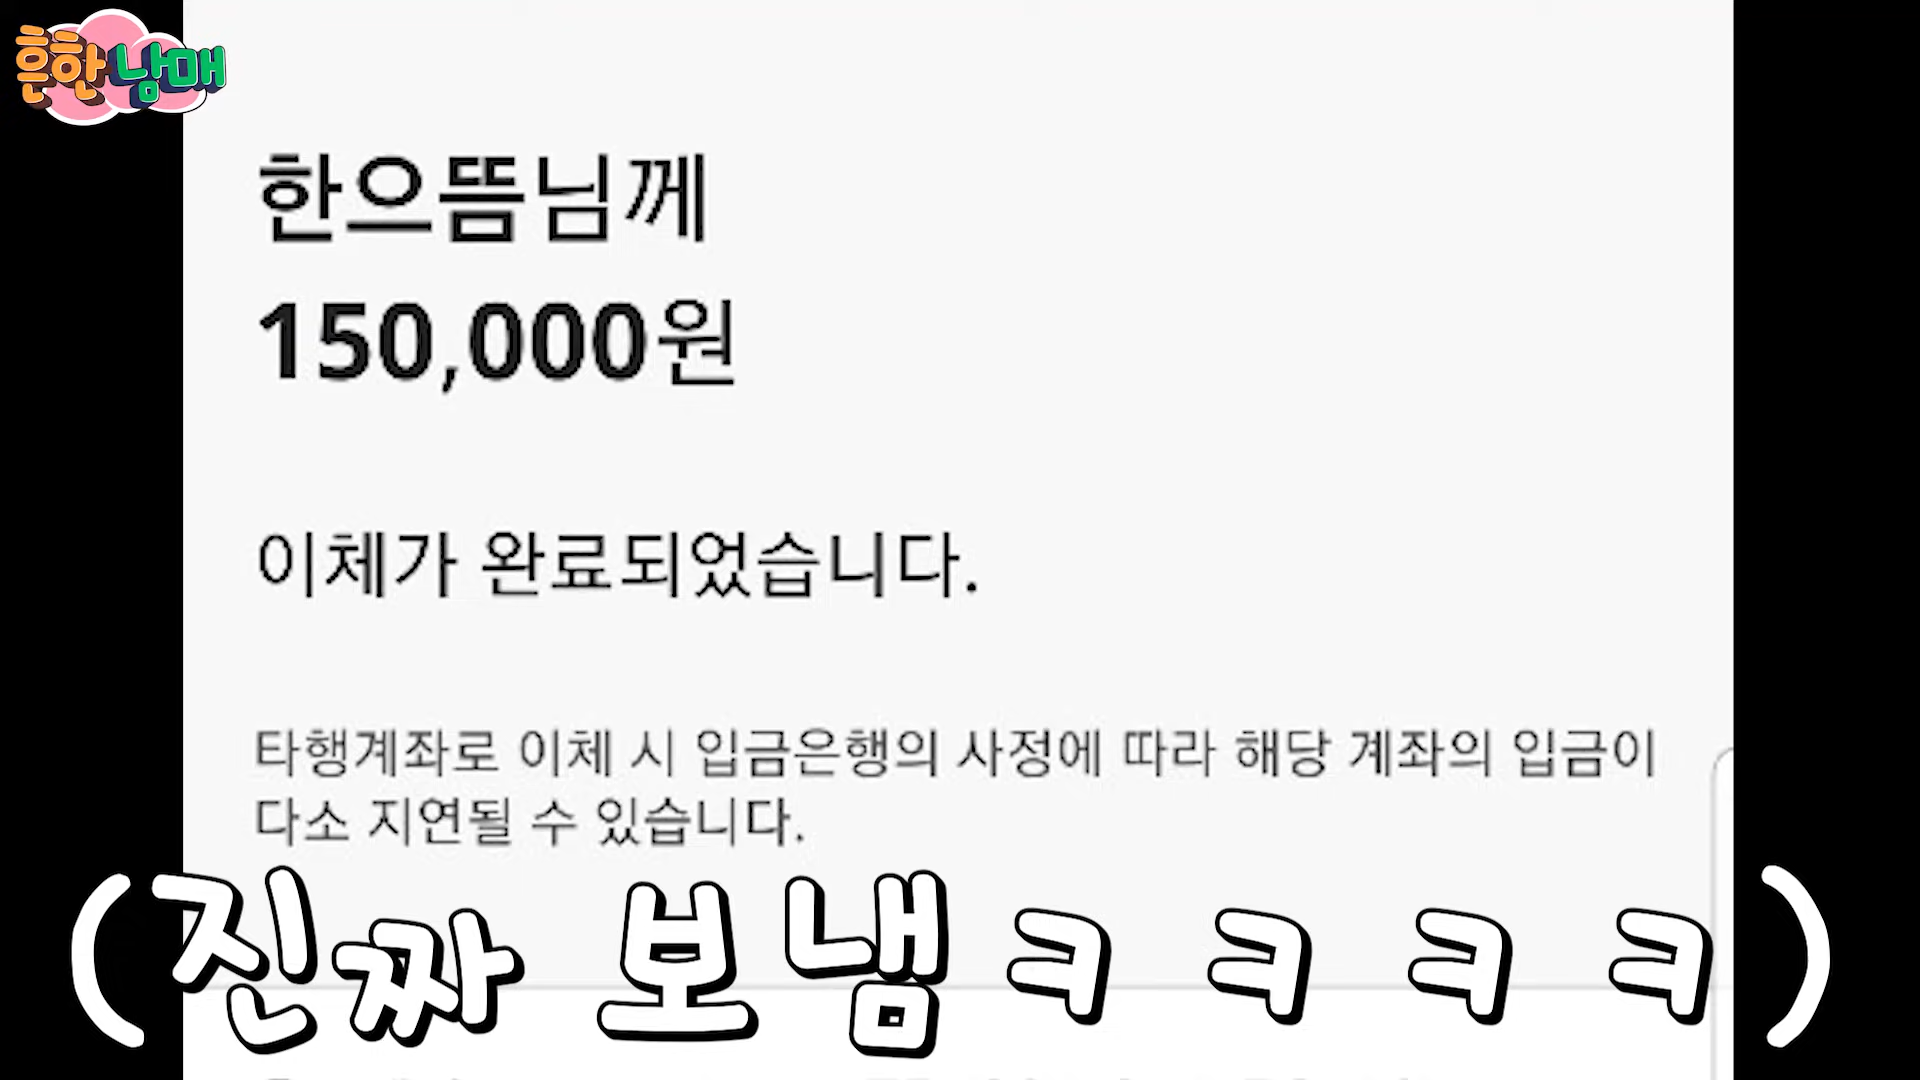 흔한남매
한으뜸님께
150,000원
이체가 완료되었습니다.
타행계좌로 이체 시 입금은행의 사정에 따라 해당 계좌의 입금이
다소 지연될 수 있습니다.
(진짜 보냄ㅋㅋㅋㅋ)